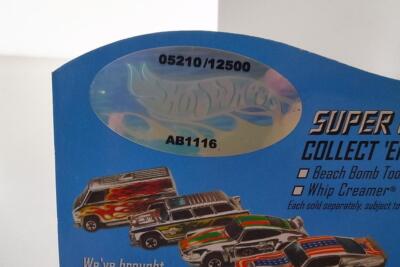 05210/12500
HOT WHEELS
AB1116
SUPER
COLLECT 'E
Beach Bomb Too
Whip Creamer®
Each sold separately, subject to
We've brought